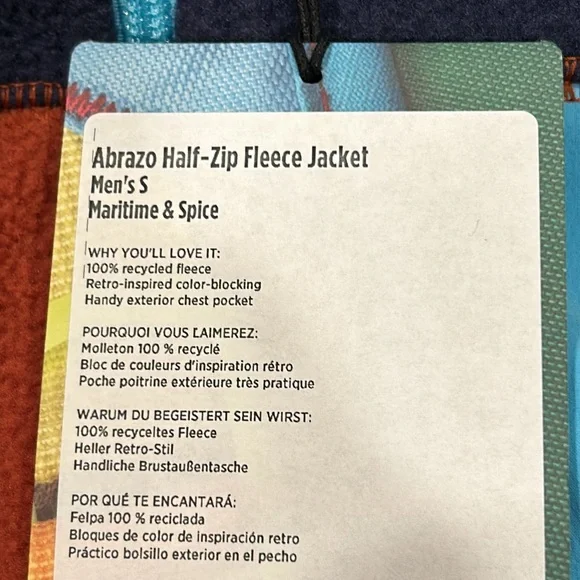 Abrazo Half-Zip Fleece Jacket
Men's S
Maritime & Spice
WHY YOU'LL LOVE IT:
100% recycled fleece
Retro-inspired color-blocking
Handy exterior chest pocket
POURQUOI VOUS L'AIMEREZ:
Molleton 100 % recyclé
Bloc de couleurs d'inspiration rétro
Poche poitrine extérieure très pratique
WARUM DU BEGEISTERT SEIN WIRST:
100% recyceltes Fleece
Heller Retro-Stil
Handliche Brustaußentasche
POR QUÉ TE ENCANTARÁ:
Felpa 100 % reciclada
Bloques de color de inspiración retro
Práctico bolsillo exterior en el pecho